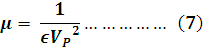 μ = 1 / (ϵV_P²) … … … … … (7)